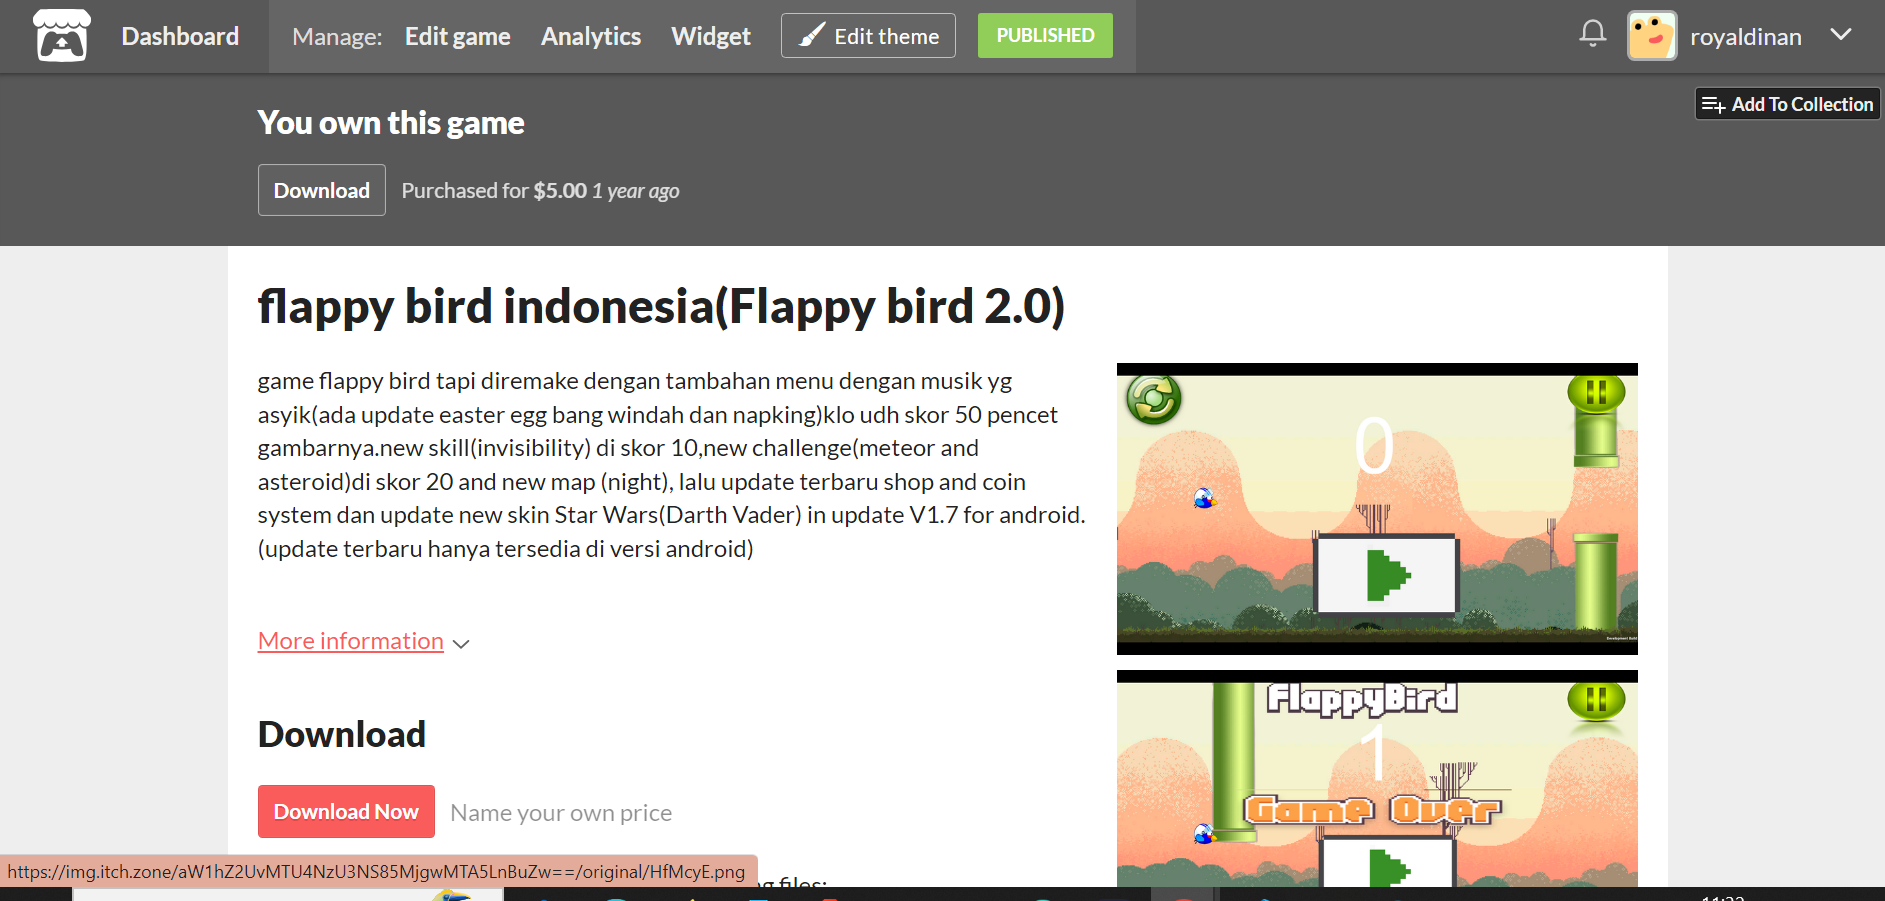 Dashboard
Manage: Edit game Analytics Widget Edit theme PUBLISHED
royaldinan
Add To Collection
You own this game
Download Purchased for $5.00 1 year ago
flappy bird indonesia(Flappy bird 2.0)
game flappy bird tapi diremake dengan tambahan menu dengan musik yg
asyik(ada update easter egg bang windah dan napking)klo udh skor 50 pencet
gambarnya.new skill(invisibility) di skor 10,new challenge(meteor and
asteroid)di skor 20 and new map (night), lalu update terbaru shop and coin
system dan update new skin Star Wars(Darth Vader) in update V1.7 for android.
(update terbaru hanya tersedia di versi android)
More information
Download
Download Now Name your own price
files:
https://img.itch.zone/aW1hZ2UvMTU4NzU3NS85MjgwMTA5LnBuZw==/original/HfMcyE.png
0
Development Build
FlappyBird
1
Game Over